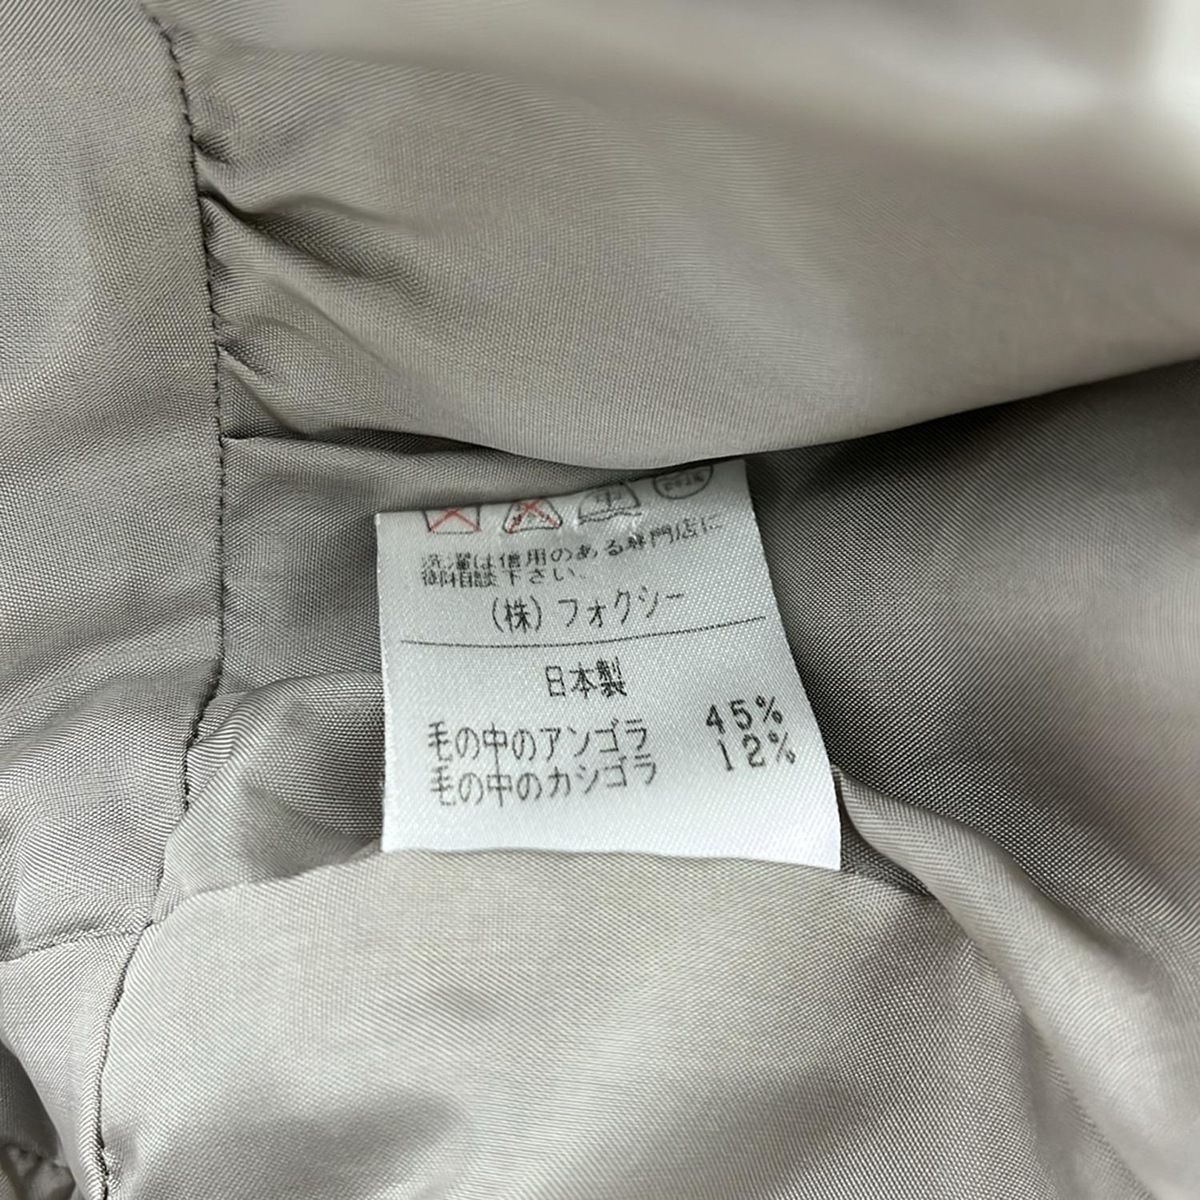 中
洗濯は信用のある専門店に
御相談下さい。
(株)フォクシー
日本製
毛の中のアンゴラ 45%
毛の中のカシゴラ 12%